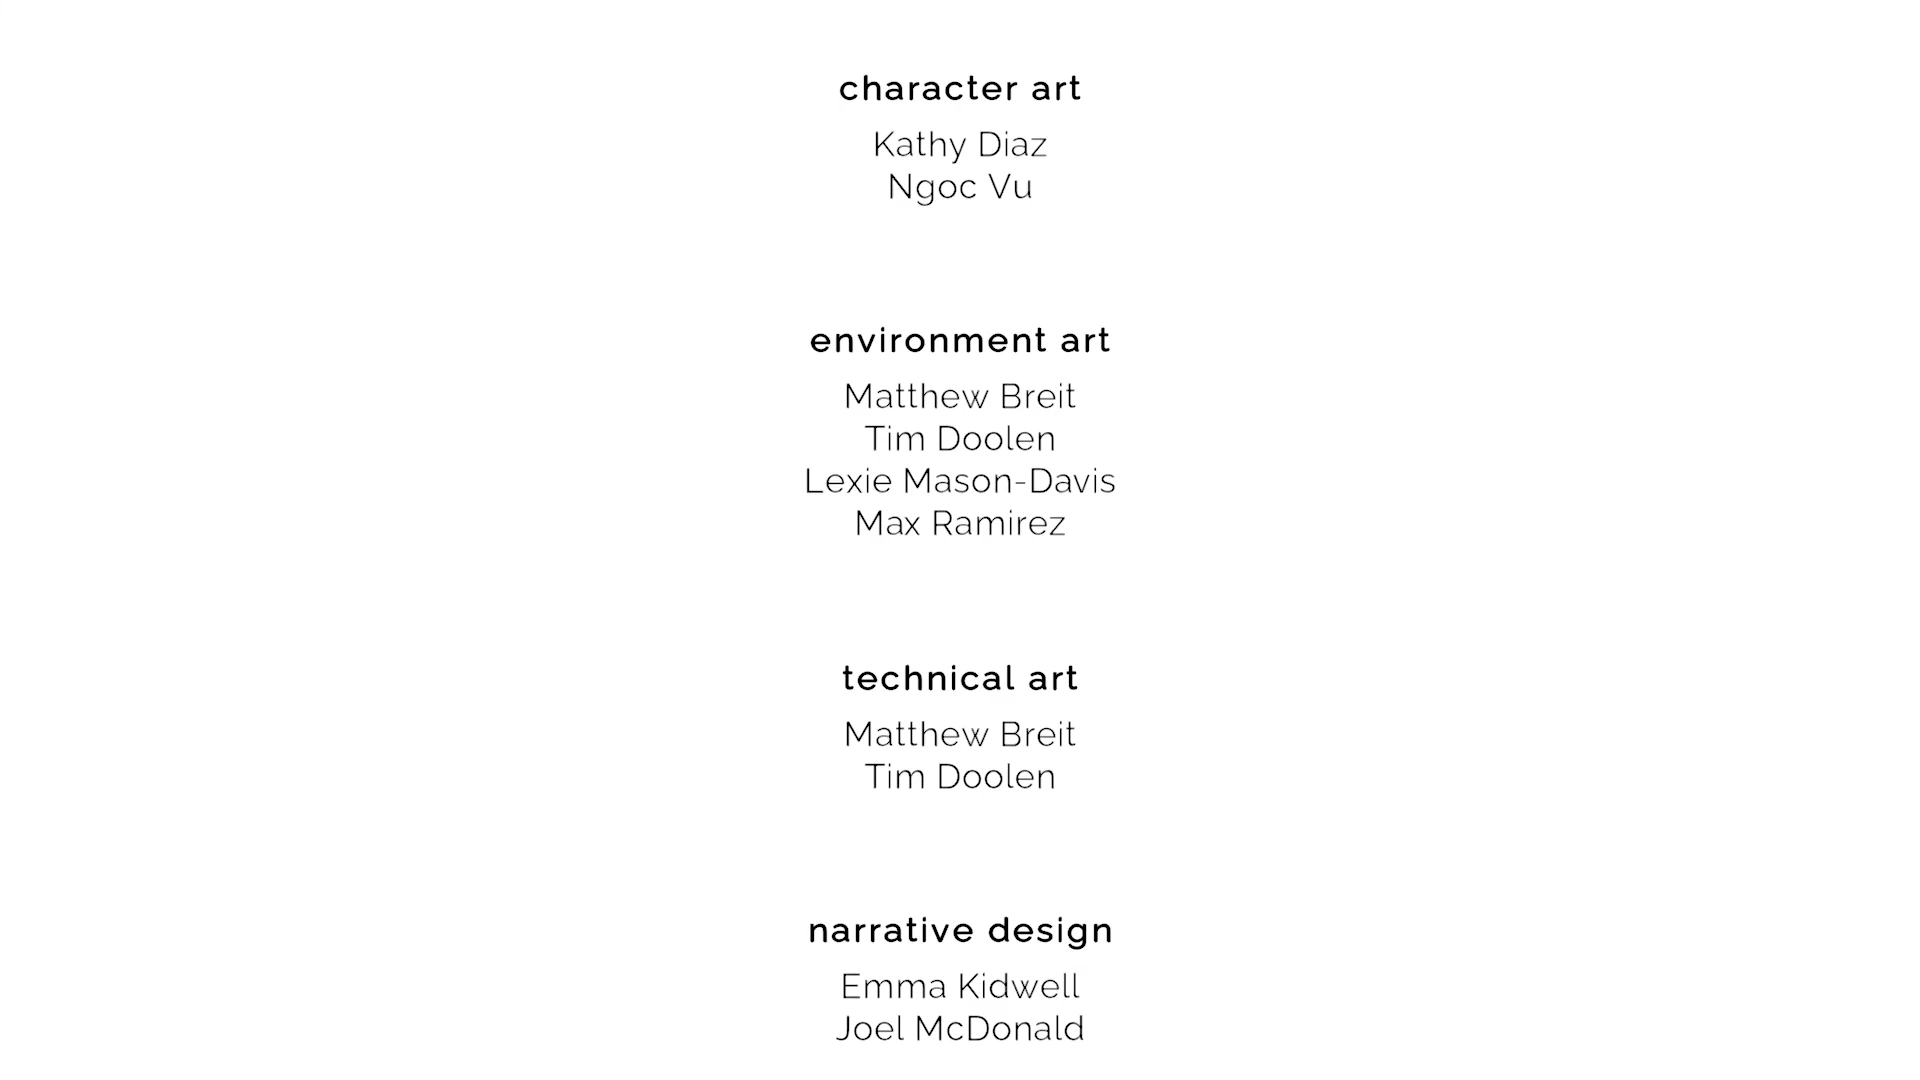 character art
Kathy Diaz
Ngoc Vu
environment art
Matthew Breit
Tim Doolen
Lexie Mason-Davis
Max Ramirez
technical art
Matthew Breit
Tim Doolen
narrative design
Emma Kidwell
Joel McDonald